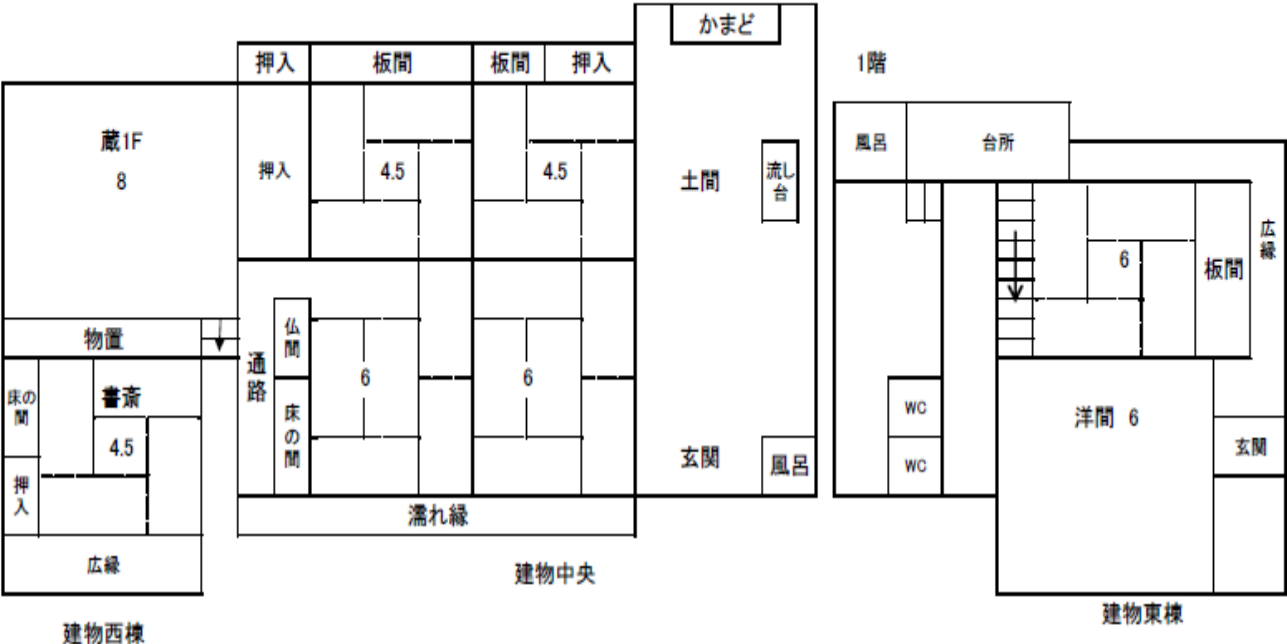 かまど
押入
板間
板間
押入
1階
蔵1F
8
押入
4.5
4.5
土間
流し
台
風呂
台所
広
縁
6
板間
物置
通
路
仏
間
6
6
床の
間
書斎
4.5
床
の
間
押
入
玄関
風呂
WC
WC
洋間 6
玄関
濡れ縁
広縁
建物中央
建物西棟
建物東棟